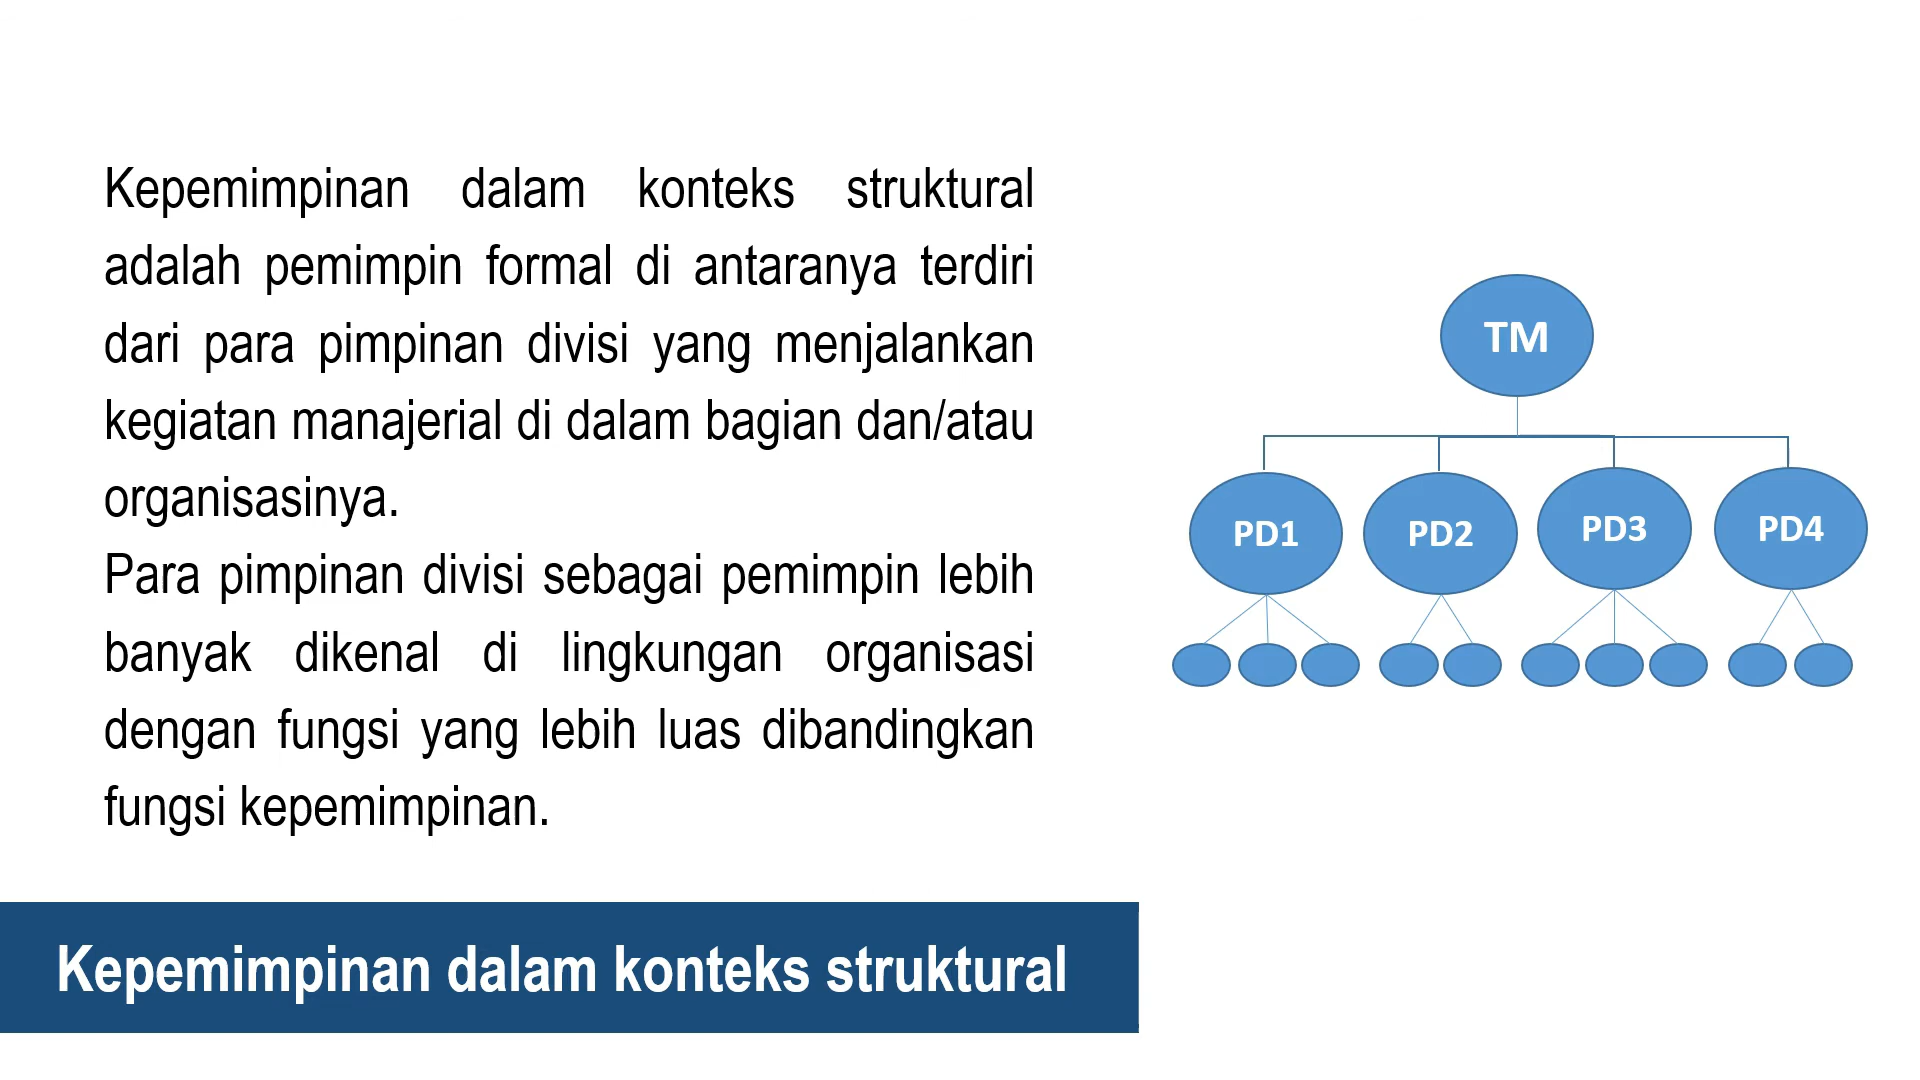 Kepemimpinan dalam konteks struktural
adalah pemimpin formal di antaranya terdiri
dari para pimpinan divisi yang menjalankan
kegiatan manajerial di dalam bagian dan/atau
organisasinya.
Para pimpinan divisi sebagai pemimpin lebih
banyak dikenal di lingkungan organisasi
dengan fungsi yang lebih luas dibandingkan
fungsi kepemimpinan.
TM
PD1
PD2
PD3
PD4
Kepemimpinan dalam konteks struktural